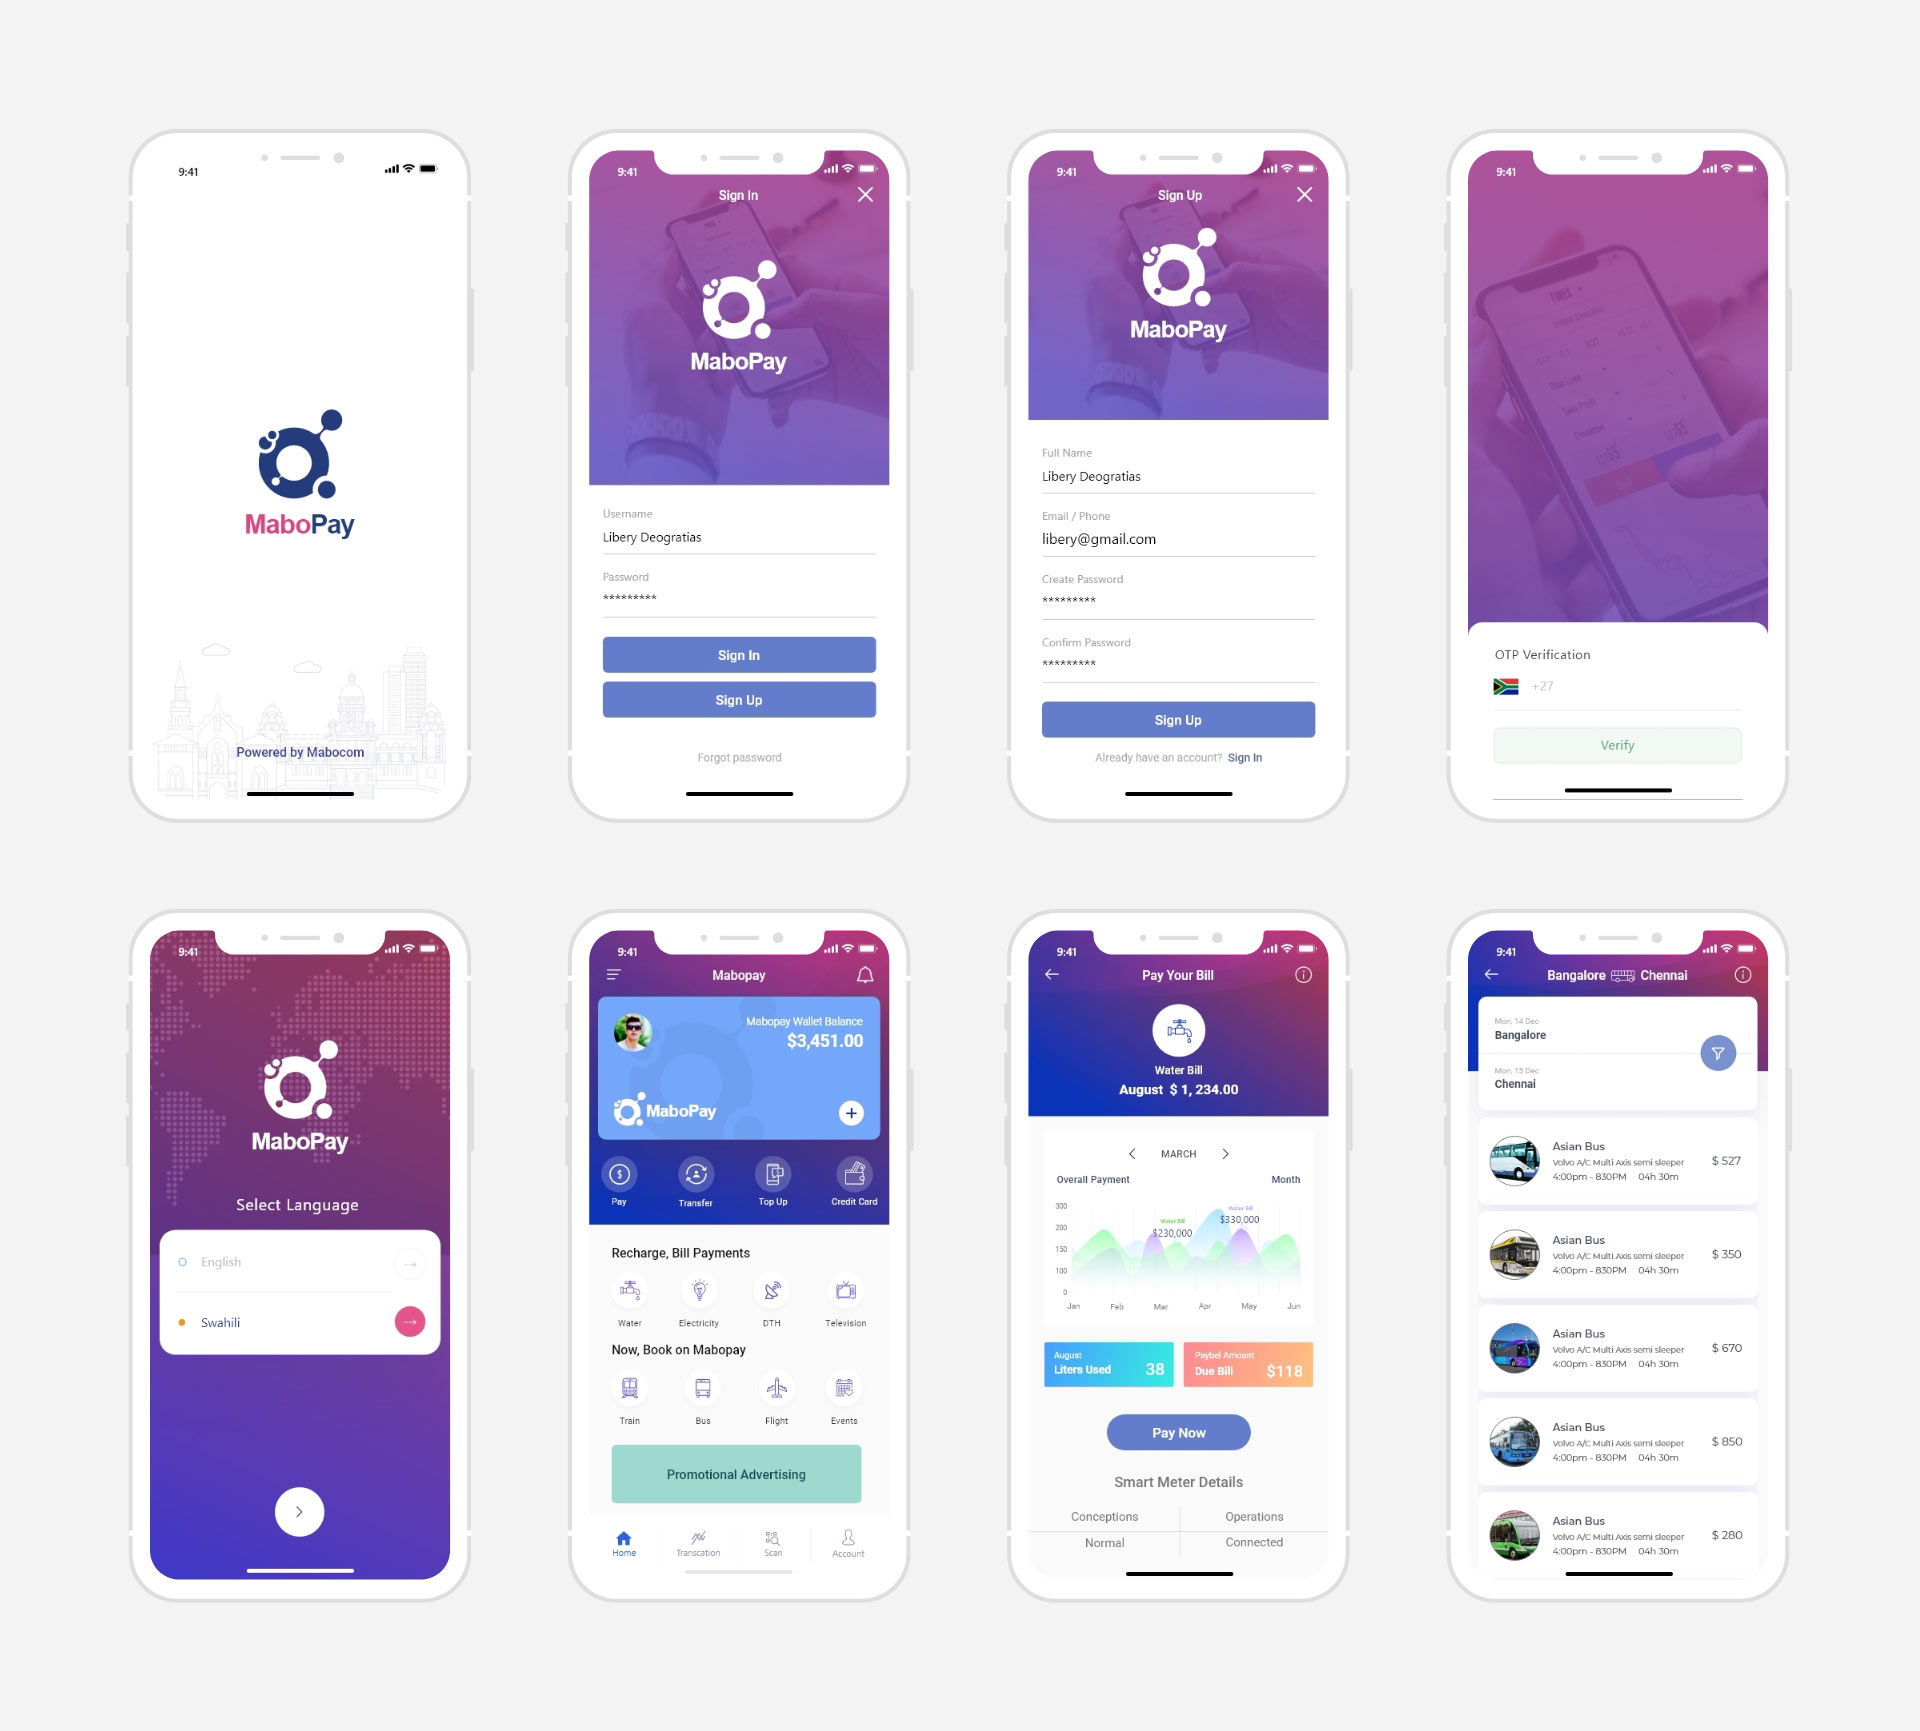 9:41
MaboPay
Powered by Mabocom
9:41
Sign In
MaboPay
Username
Libery Deogratias
Password
*********
Sign In
Sign Up
Forgot password
9:41
Sign Up
MaboPay
Full Name
Libery Deogratias
Email / Phone
libery@gmail.com
Create Password
*********
Confirm Password
*********
Sign Up
Already have an account? Sign In
9:41
FOREX
Instant Execution
Stop Loss
Take Profit
Deviation
OTP Verification
+27
Verify
9:41
MaboPay
Select Language
English
Swahili
9:41
Mabopay
Mabopay Wallet Balance
$3,451.00
MaboPay
Pay Transfer Top Up Credit Card
Recharge, Bill Payments
Water Electricity DTH Television
Now, Book on Mabopay
Train Bus Flight Events
Promotional Advertising
Home Transcation Scan Account
9:41
Pay Your Bill
Water Bill
August $ 1, 234.00
MARCH
Overall Payment Month
300
200
150
100
0
Water Bill
$230,000
Water Bill
$330,000
Jan Feb Mar Apr May Jun
August
Liters Used 38
Paybel Amount
Due Bill $118
Pay Now
Smart Meter Details
Conceptions Operations
Normal Connected
9:41
Bangalore Chennai
Mon, 14 Dec
Bangalore
Mon, 15 Dec
Chennai
Asian Bus
Volvo A/C Multi Axis semi sleeper
4:00pm - 830PM 04h 30m
$ 527
Asian Bus
Volvo A/C Multi Axis semi sleeper
4:00pm - 830PM 04h 30m
$ 350
Asian Bus
Volvo A/C Multi Axis semi sleeper
4:00pm - 830PM 04h 30m
$ 670
Asian Bus
Volvo A/C Multi Axis semi sleeper
4:00pm - 830PM 04h 30m
$ 850
Asian Bus
Volvo A/C Multi Axis semi sleeper
4:00pm - 830PM 04h 30m
$ 280